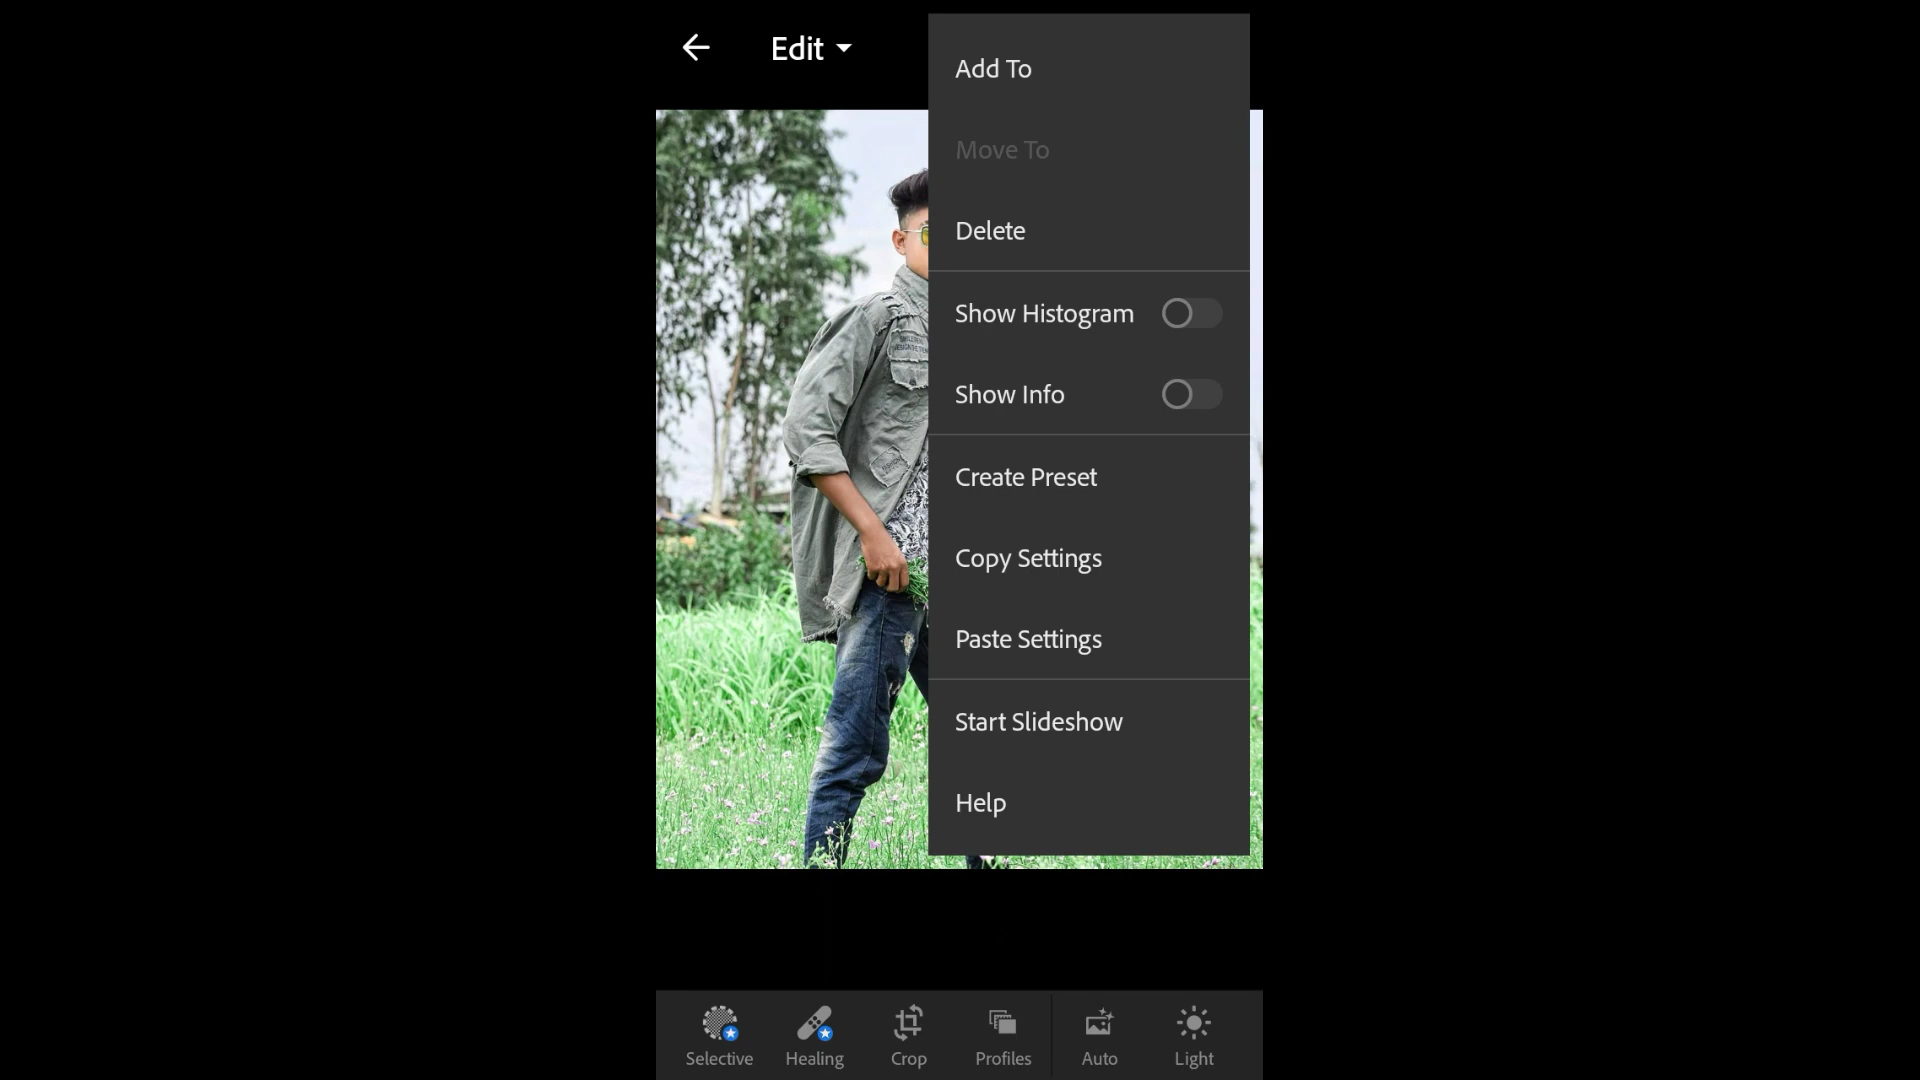 Edit
Add To
Move To
Delete
Show Histogram
Show Info
Create Preset
Copy Settings
Paste Settings
Start Slideshow
Help
Selective
Healing
Crop
Profiles
Auto
Light